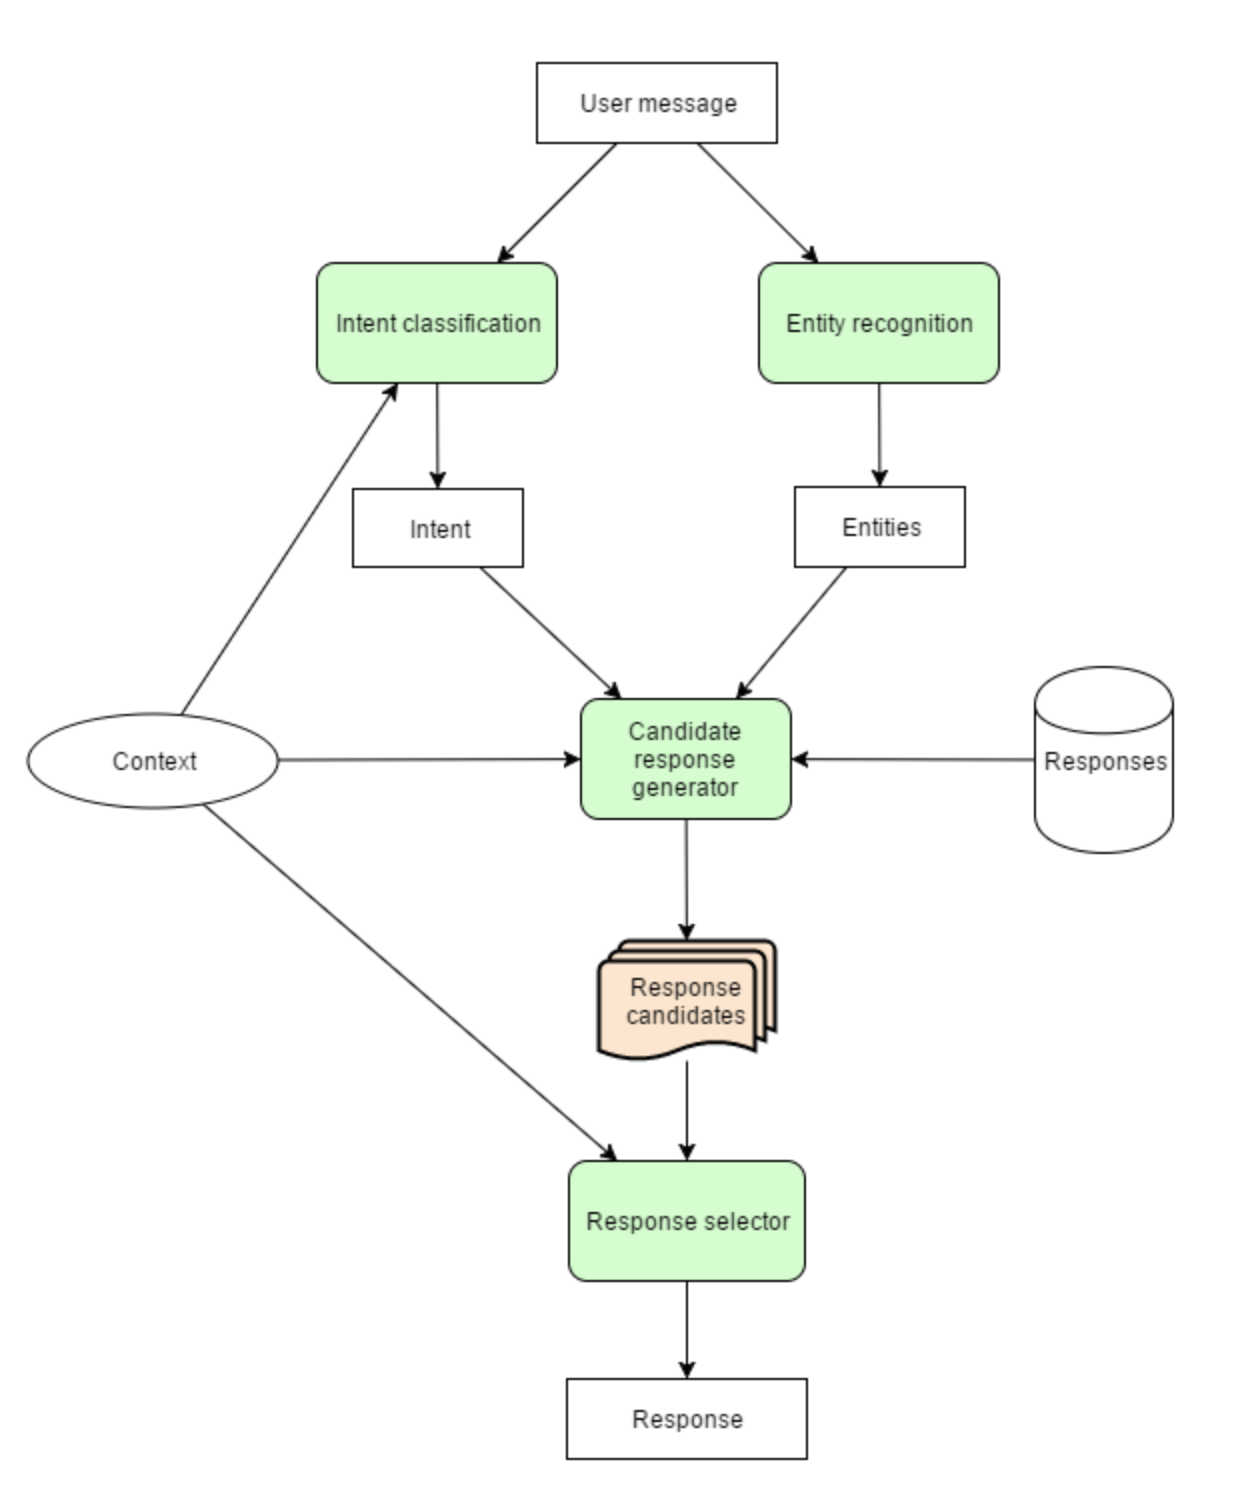 User message
Intent classification
Entity recognition
Intent
Entities
Context
Candidate
response
generator
Responses
Response
candidates
Response selector
Response